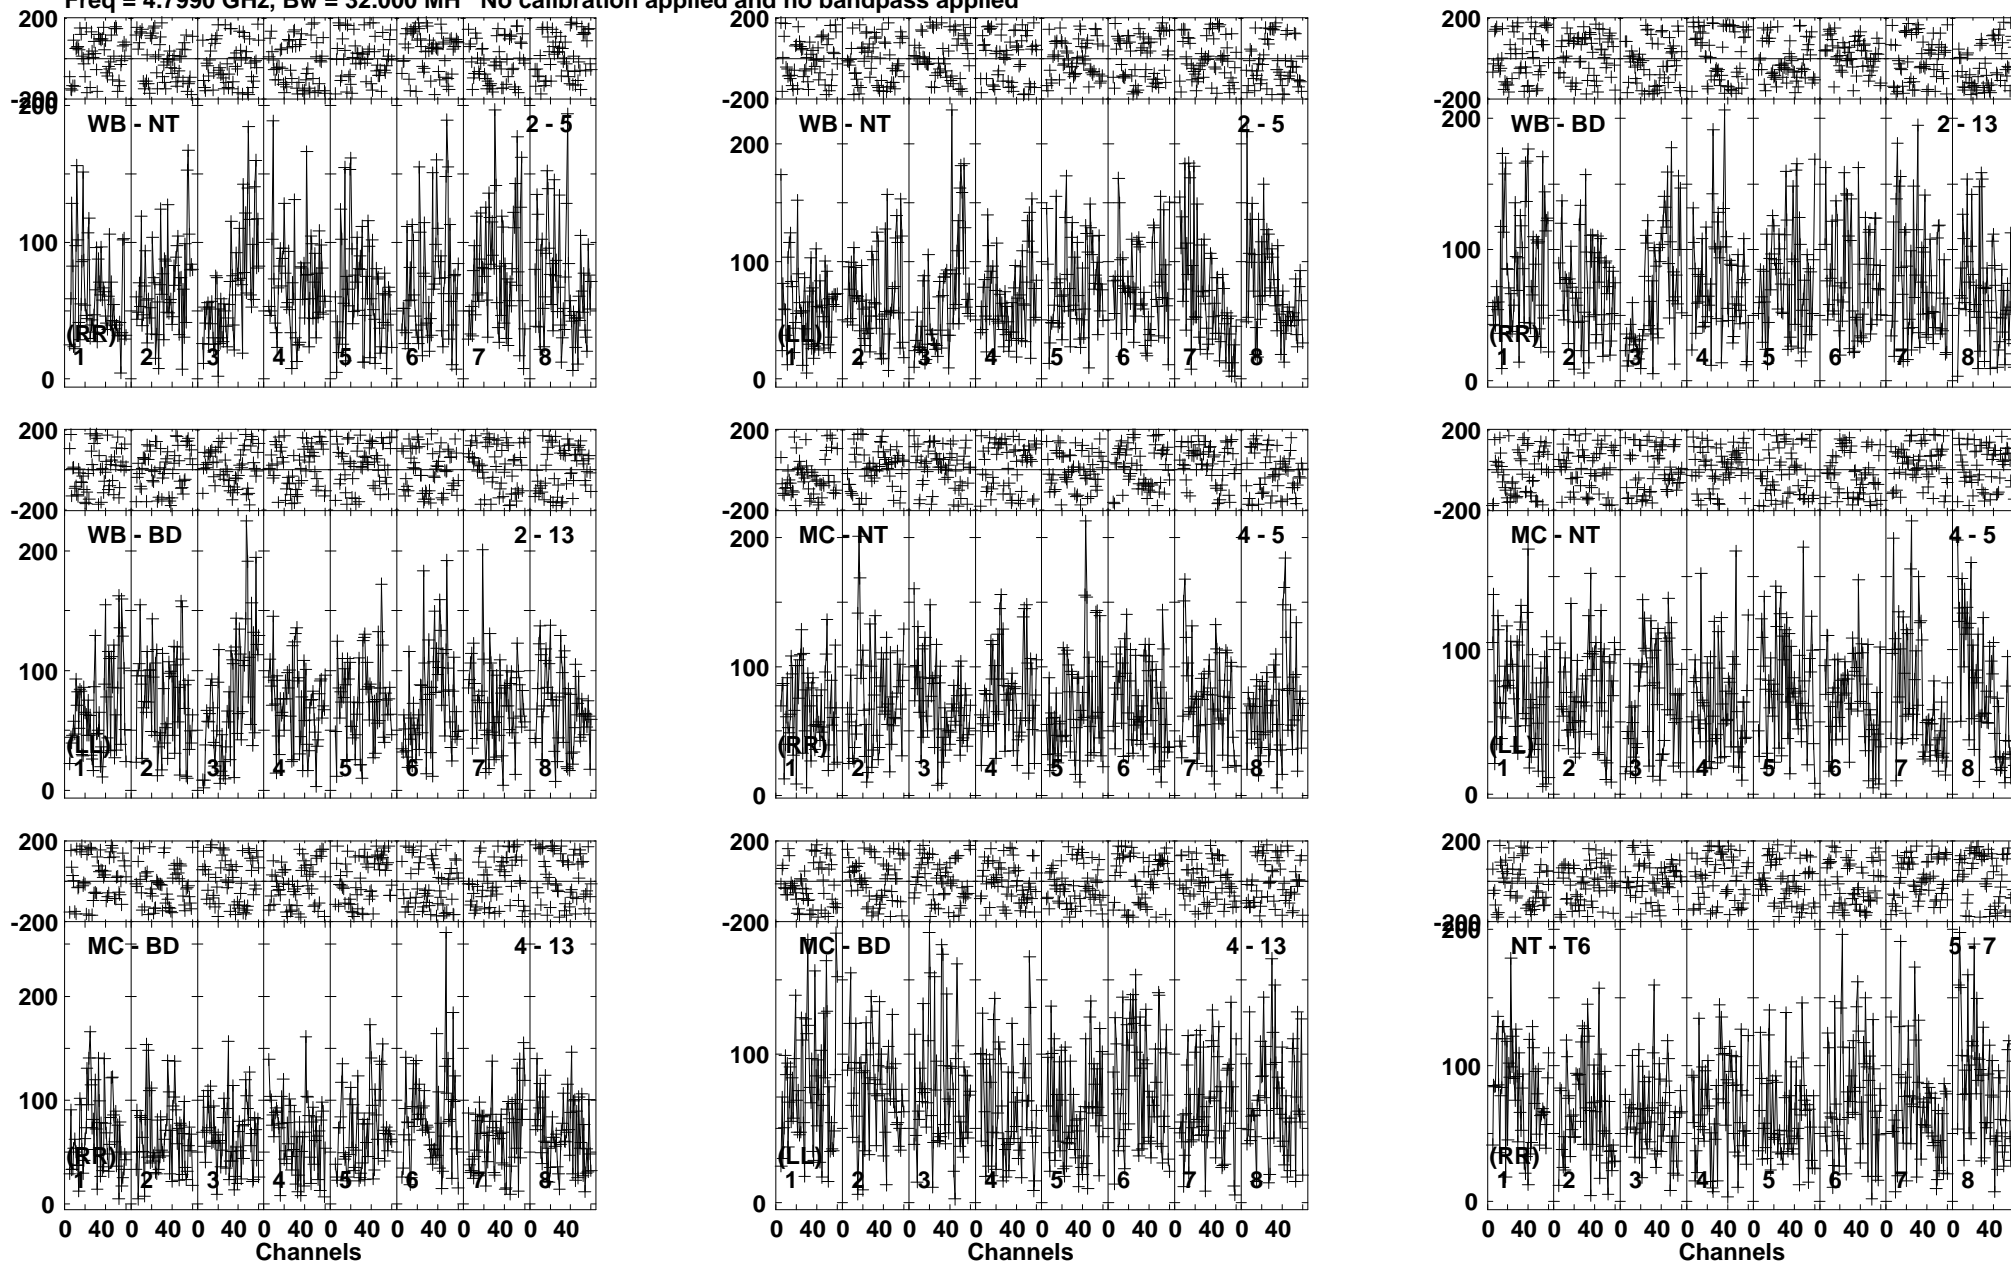 Freq = 4.7990 GHz, Bw = 32.000 MH No calibration applied and no bandpass applied
200 200 200
-200 -200 -200
200
WB - NT 2 - 5 WB - NT 2 - 5 WB - BD 2 - 13
200 200
100 100 100
(RR) (LL) (RR)
1 2 3 4 5 6 7 8 1 2 3 4 5 6 7 8 1 2 3 4 5 6 7 8
0 0 0
200 200 200
-200 -200 -200
WB - BD 2 - 13 MC - NT 4 - 5 MC - NT 4 - 5
200 200
100 100 100
(LL) (RR) (LL)
1 2 3 4 5 6 7 8 1 2 3 4 5 6 7 8 1 2 3 4 5 6 7 8
0 0 0
200 200 200
-200 -200 -200
200
MC - BD 4 - 13 MC - BD 4 - 13 NT - T6 5 - 7
200
100 100 100
(RR) (LL) (RR)
1 2 3 4 5 6 7 8 1 2 3 4 5 6 7 8 1 2 3 4 5 6 7 8
0 0 0
0 40 0 40 0 40 0 40 0 40 0 40 0 40 0 40 0 40 0 40 0 40 0 40 0 40 0 40 0 40 0 40 0 40 0 40 0 40 0 40 0 40 0 40 0 40 0 40
Channels Channels Channels